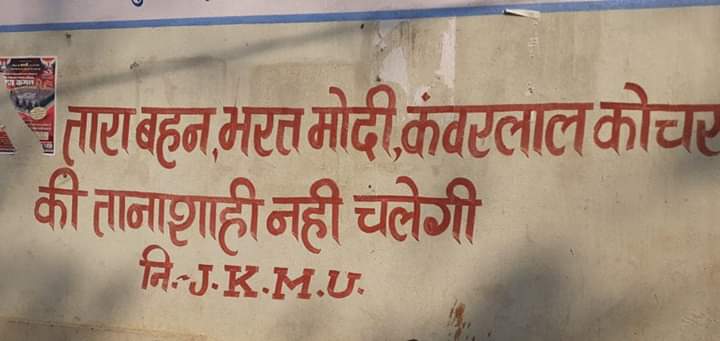 तारा बहन, भरत मोदी, कंवरलाल कोचर
की तानाशाही नही चलेगी
नि.- J.K.M.U.